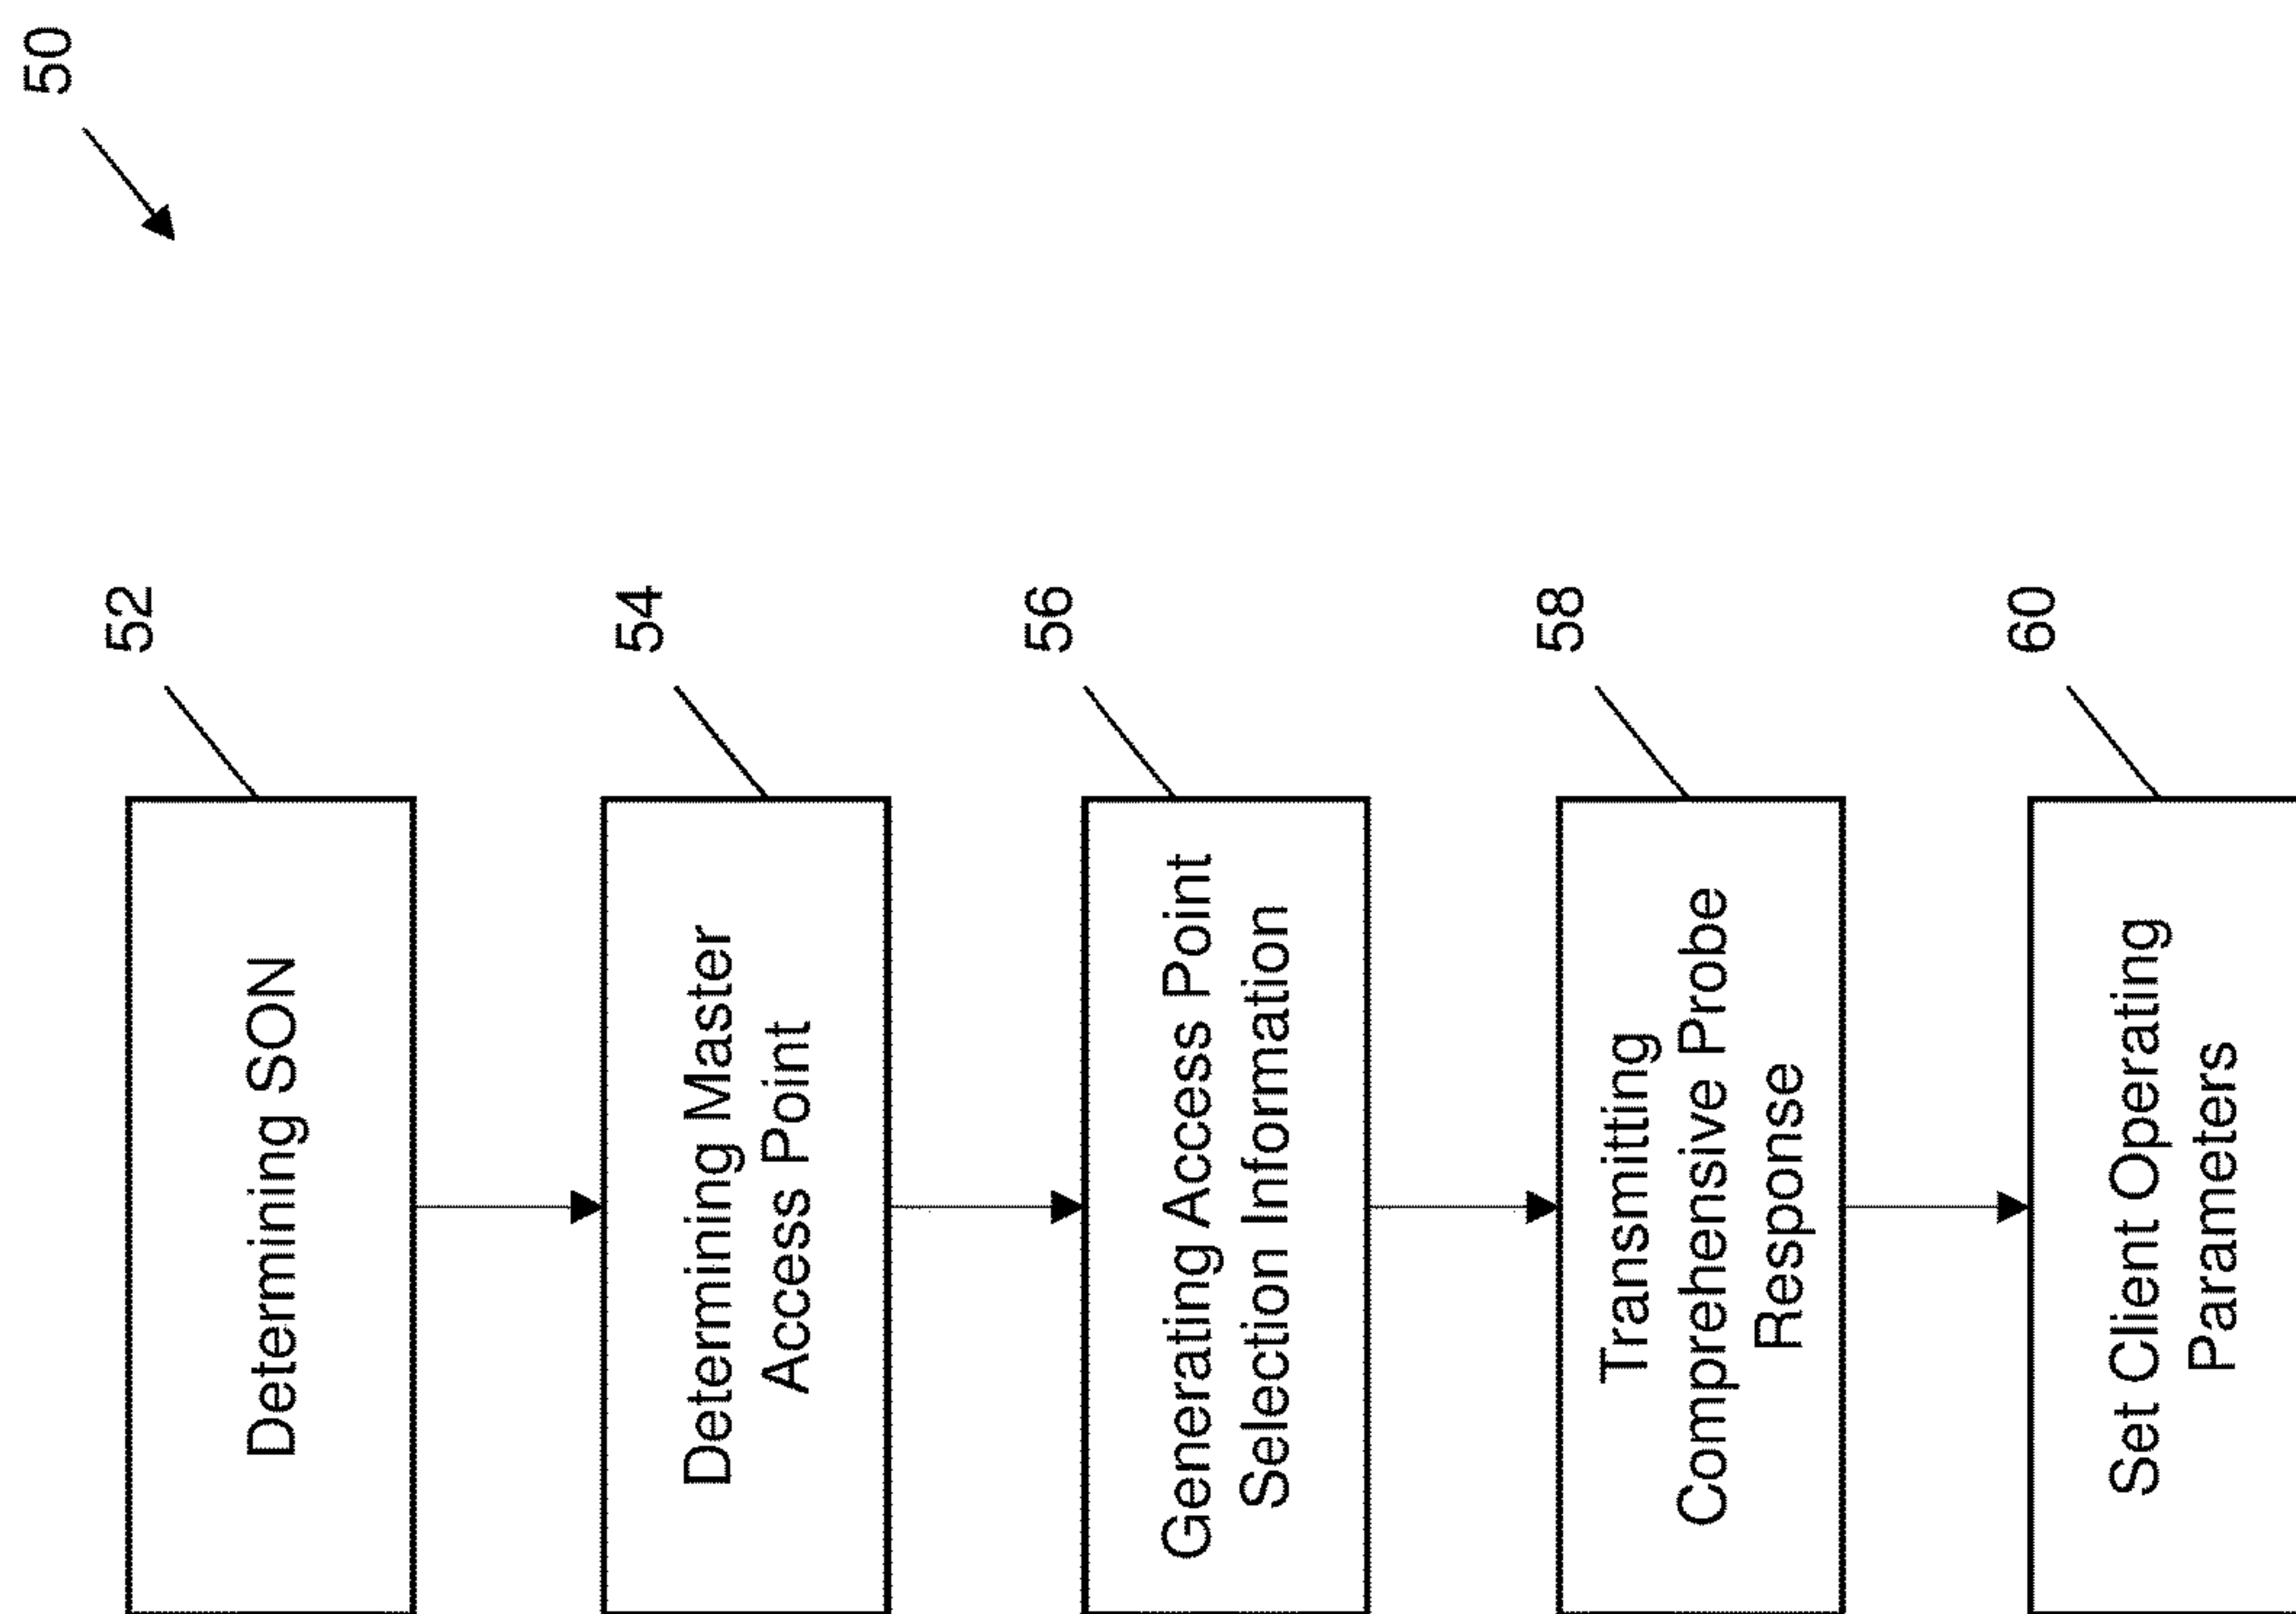 50
52
Determining SON
54
Determining Master
Access Point
56
Generating Access Point
Selection Information
58
Transmitting
Comprehensive Probe
Response
60
Set Client Operating
Parameters